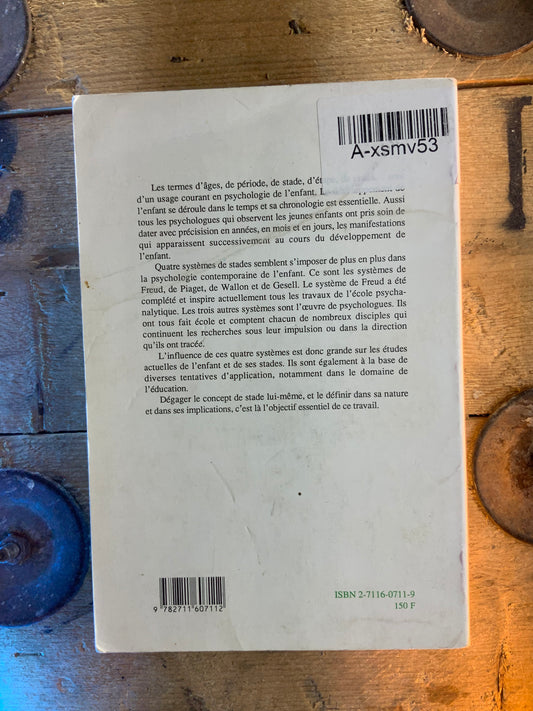 A-xsmv53
Les termes d'âges, de période, de stade, d'étape, de
d'un usage courant en psychologie de l'enfant. de
l'enfant se déroule dans le temps et sa chronologie est essentielle. Aussi
tous les psychologues qui observent les jeunes enfants ont pris soin de
dater avec précisision en années, en mois et en jours, les manifestations
qui apparaissent successivement au cours du développement de
l'enfant.
Quatre systèmes de stades semblent s'imposer de plus en plus dans
la psychologie contemporaine de l'enfant. Ce sont les systèmes de
Freud, de Piaget, de Wallon et de Gesell. Le système de Freud a été
complété et inspire actuellement tous les travaux de l'école psycha-
nalytique. Les trois autres systèmes sont l'œuvre de psychologues. Ils
ont tous fait école et comptent chacun de nombreux disciples qui
continuent les recherches sous leur impulsion ou dans la direction
qu'ils ont tracée.
L'influence de ces quatre systèmes est donc grande sur les études
actuelles de l'enfant et de ses stades. Ils sont également à la base de
diverses tentatives d'application, notamment dans le domaine de
l'éducation.
Dégager le concept de stade lui-même, et le définir dans sa nature
et dans ses implications, c'est là l'objectif essentiel de ce travail.
9 782711 607112
ISBN 2-7116-0711-9
150 F